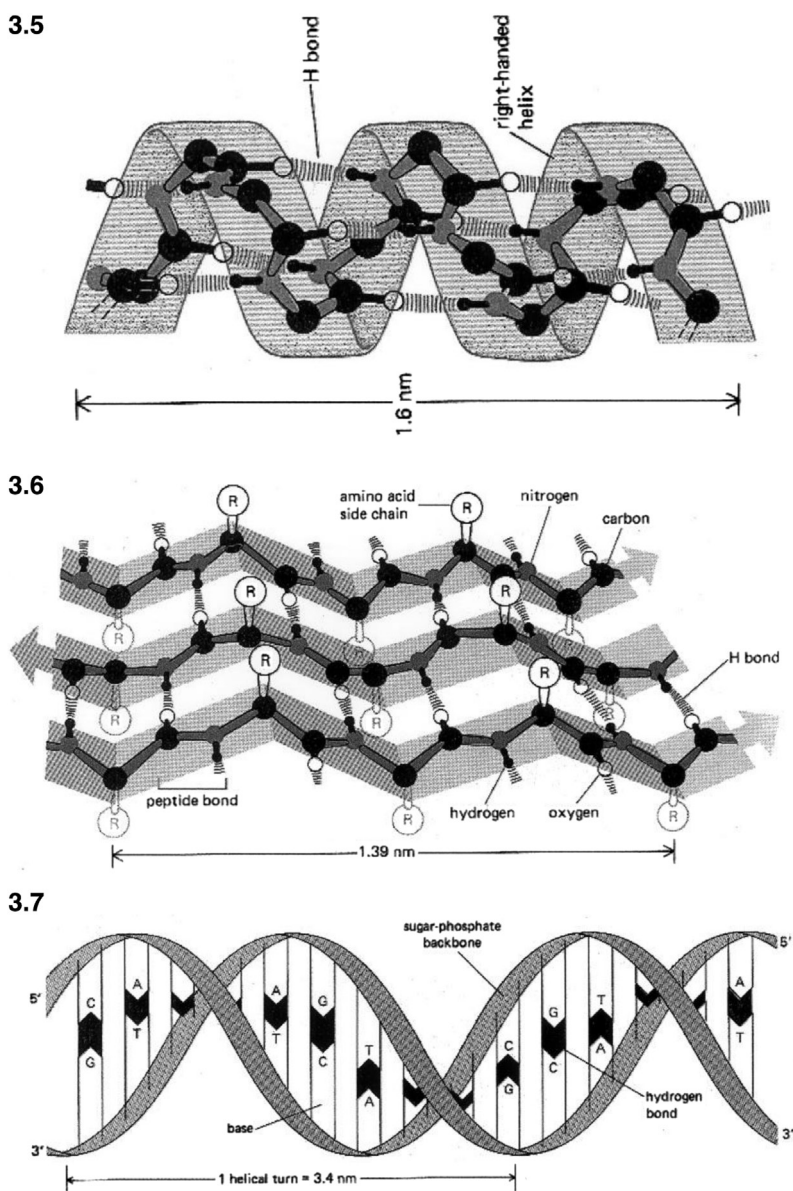 3.5
H bond
right-handed
helix
1.6 nm
3.6
R
R
amino acid
side chain
nitrogen
carbon
R
R
R
R
R
R
R
H bond
R
R
R
peptide bond
hydrogen
oxygen
R
R
R
1.39 nm
3.7
sugar-phosphate
backbone
5'
5'
C
A
A
G
C
G
T
A
G
T
T
C
T
A
G
C
A
T
base
hydrogen
bond
3'
3'
1 helical turn = 3.4 nm